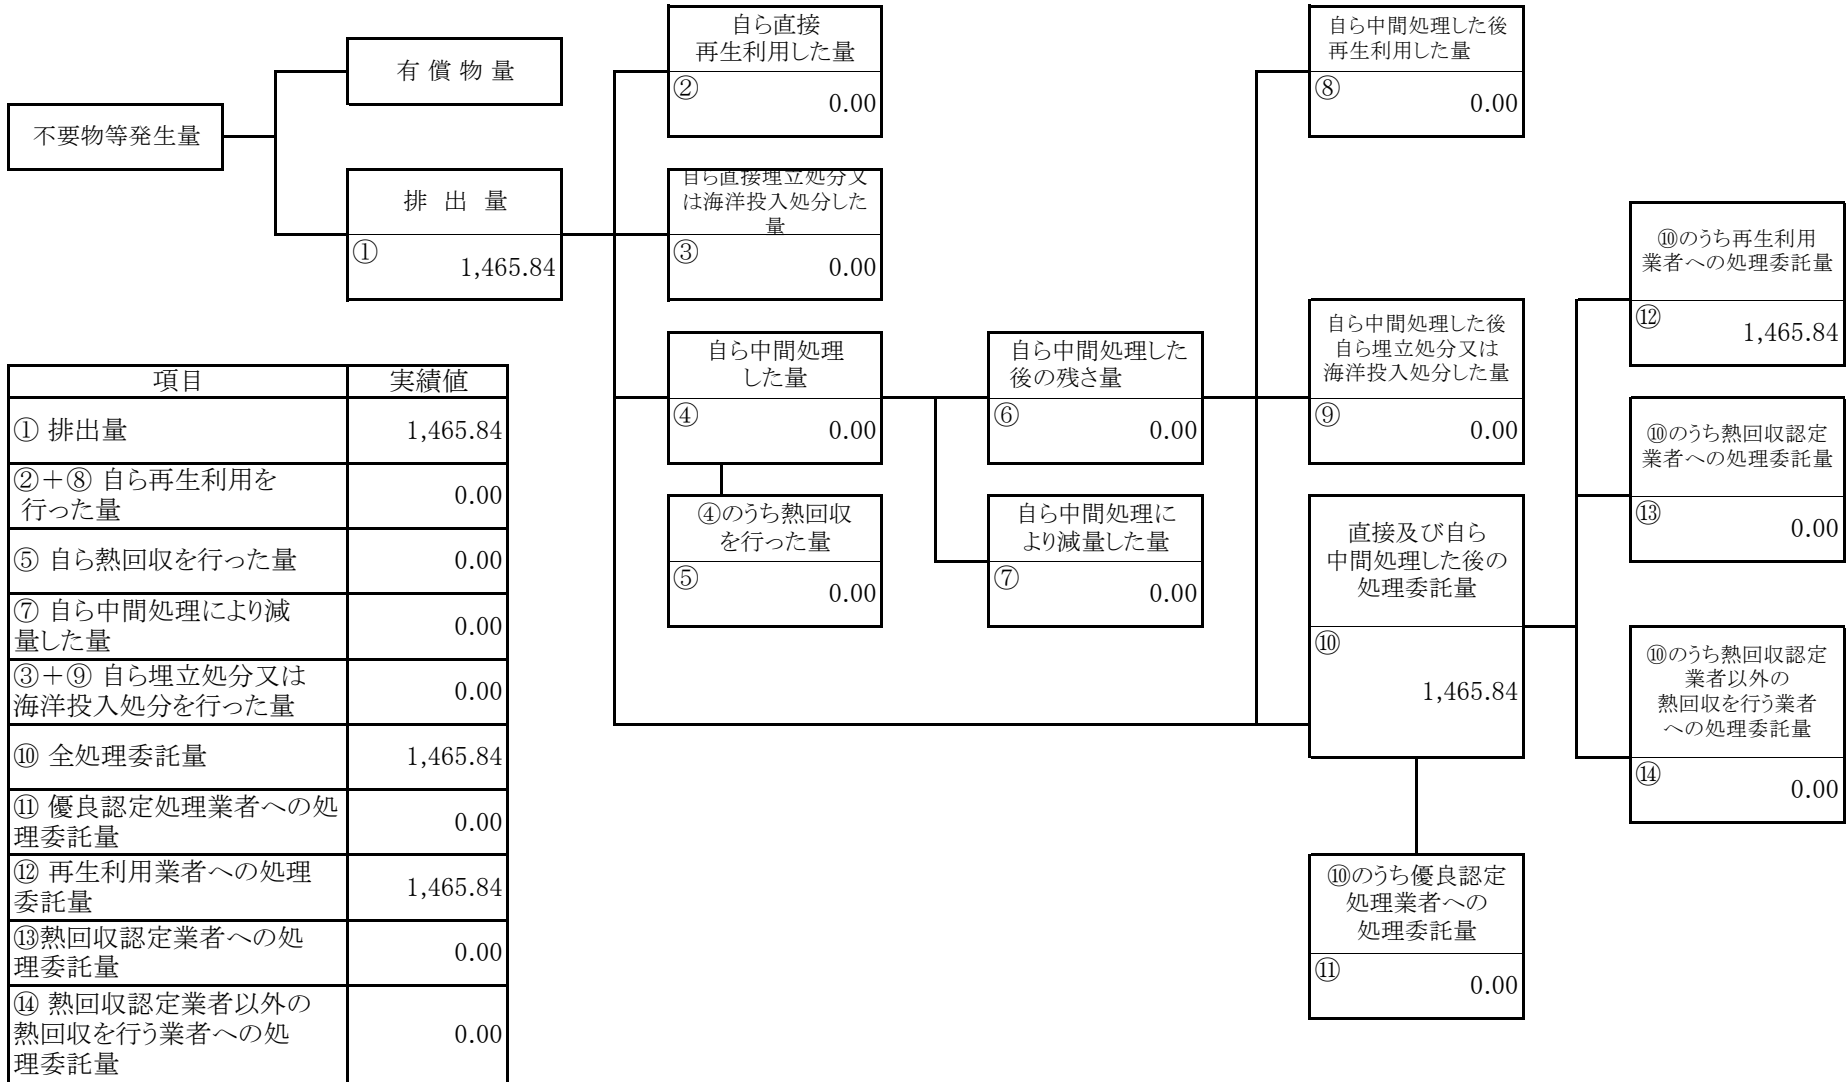 不要物等発生量
有 償 物 量
排 出 量
①
1,465.84
自ら直接
再生利用した量
②
0.00
自ら直接埋立処分又
は海洋投入処分した
量
③
0.00
自ら中間処理
した量
④
0.00
④のうち熱回収
を行った量
⑤
0.00
自ら中間処理した
後の残さ量
⑥
0.00
自ら中間処理に
より減量した量
⑦
0.00
自ら中間処理した後
再生利用した量
⑧
0.00
自ら中間処理した後
自ら埋立処分又は
海洋投入処分した量
⑨
0.00
直接及び自ら
中間処理した後の
処理委託量
⑩
1,465.84
⑩のうち優良認定
処理業者への
処理委託量
⑪
0.00
⑩のうち再生利用
業者への処理委託量
⑫
1,465.84
⑩のうち熱回収認定
業者への処理委託量
⑬
0.00
⑩のうち熱回収認定
業者以外の
熱回収を行う業者
への処理委託量
⑭
0.00
項目 実績値
① 排出量 1,465.84
②＋⑧ 自ら再生利用を
行った量
0.00
⑤ 自ら熱回収を行った量 0.00
⑦ 自ら中間処理により減
量した量
0.00
③＋⑨ 自ら埋立処分又は
海洋投入処分を行った量
0.00
⑩ 全処理委託量 1,465.84
⑪ 優良認定処理業者への処
理委託量
0.00
⑫ 再生利用業者への処理
委託量
1,465.84
⑬熱回収認定業者への処
理委託量
0.00
⑭ 熱回収認定業者以外の
熱回収を行う業者への処
理委託量
0.00